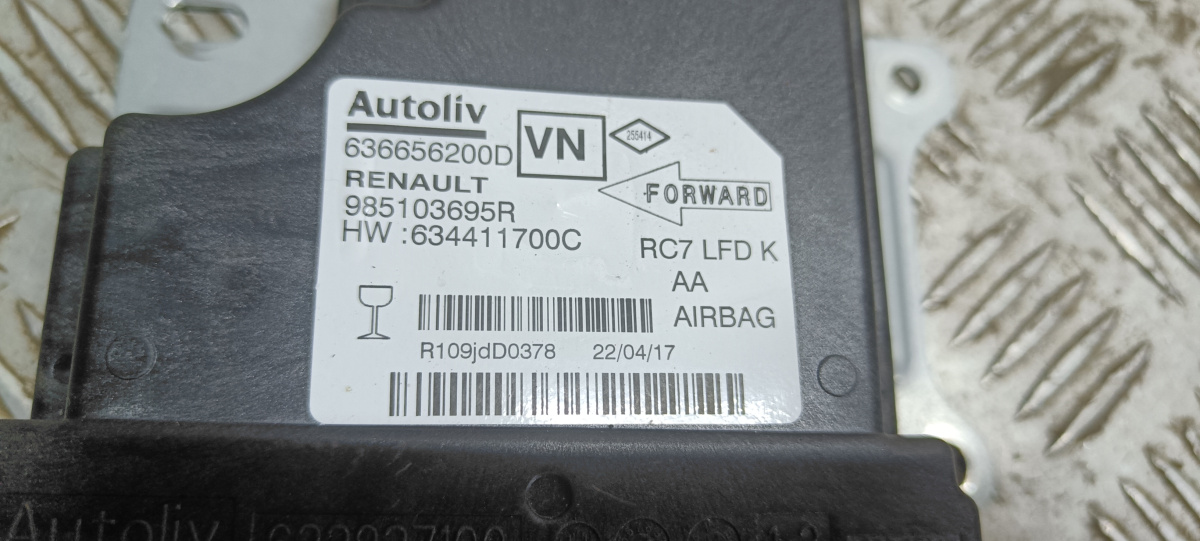 Autoliv
VN
255414
636656200D
RENAULT
FORWARD
985103695R
HW :634411700C
RC7 LFD K
AA
AIRBAG
R109jdD0378 22/04/17
Autoliv